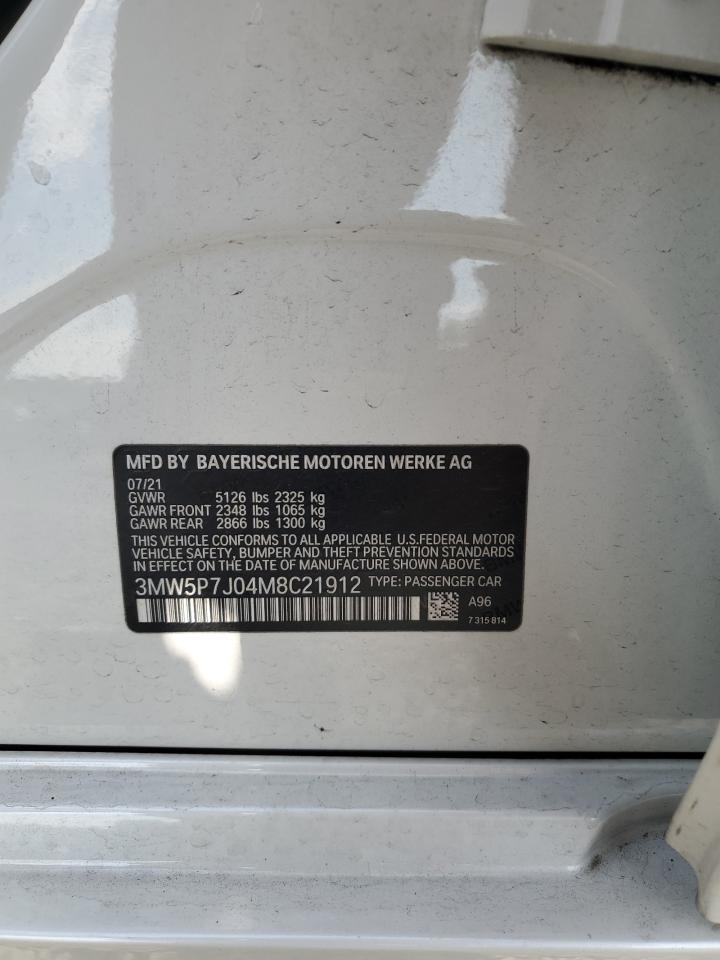 MFD BY BAYERISCHE MOTOREN WERKE AG
07/21
GVWR 5126 lbs 2325 kg
GAWR FRONT 2348 lbs 1065 kg
GAWR REAR 2866 lbs 1300 kg
THIS VEHICLE CONFORMS TO ALL APPLICABLE U.S.FEDERAL MOTOR
VEHICLE SAFETY, BUMPER AND THEFT PREVENTION STANDARDS
IN EFFECT ON THE DATE OF MANUFACTURE SHOWN ABOVE.
3MW5P7J04M8C21912 TYPE: PASSENGER CAR
A96
7 315 814